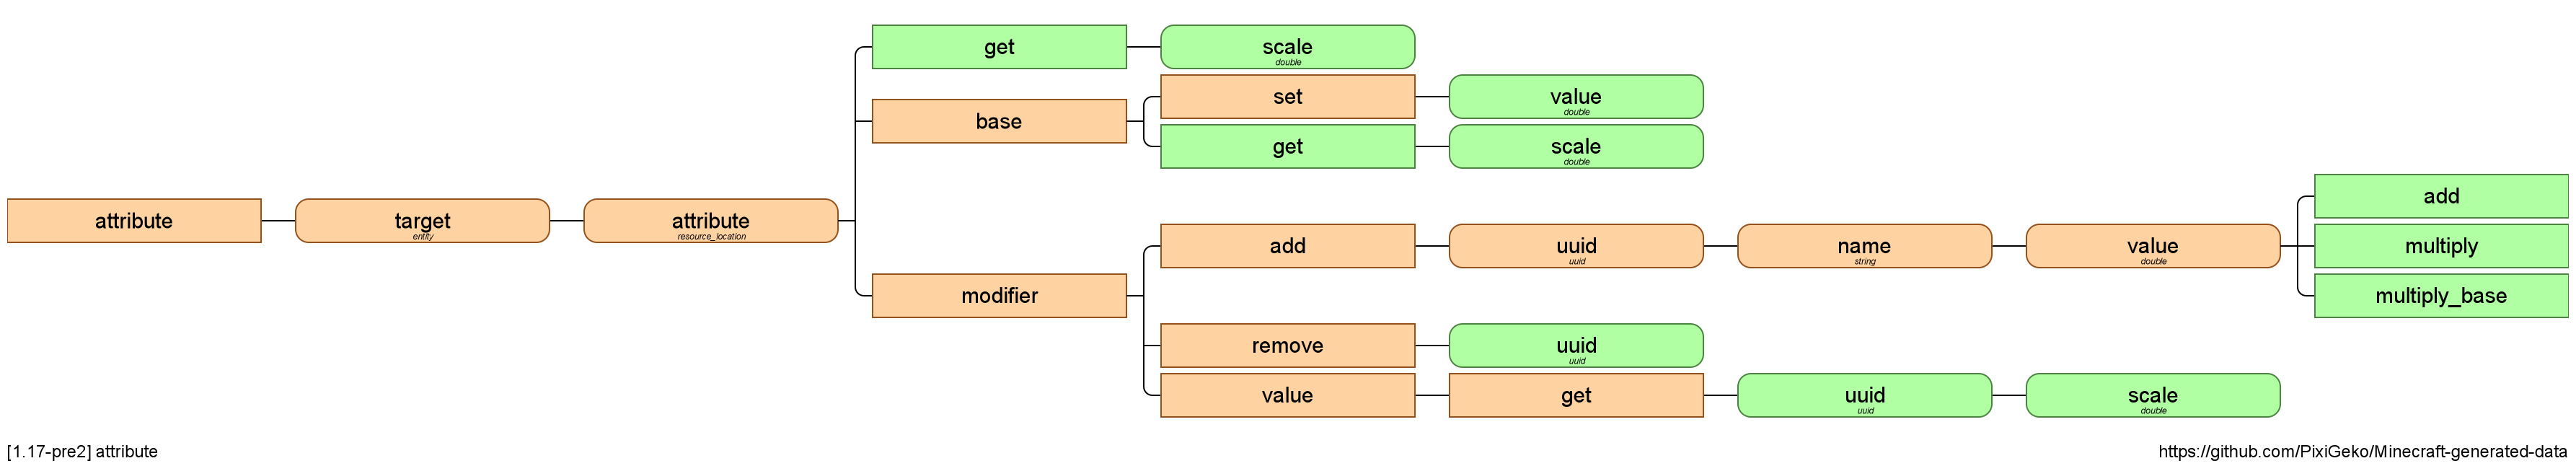 get
scale
double
set
value
double
base
get
scale
double
attribute
target
entity
attribute
resource_location
add
add
uuid
uuid
name
string
value
double
multiply
modifier
multiply_base
remove
uuid
uuid
value
get
uuid
uuid
scale
double
[1.17-pre2] attribute
https://github.com/PixiGeko/Minecraft-generated-data